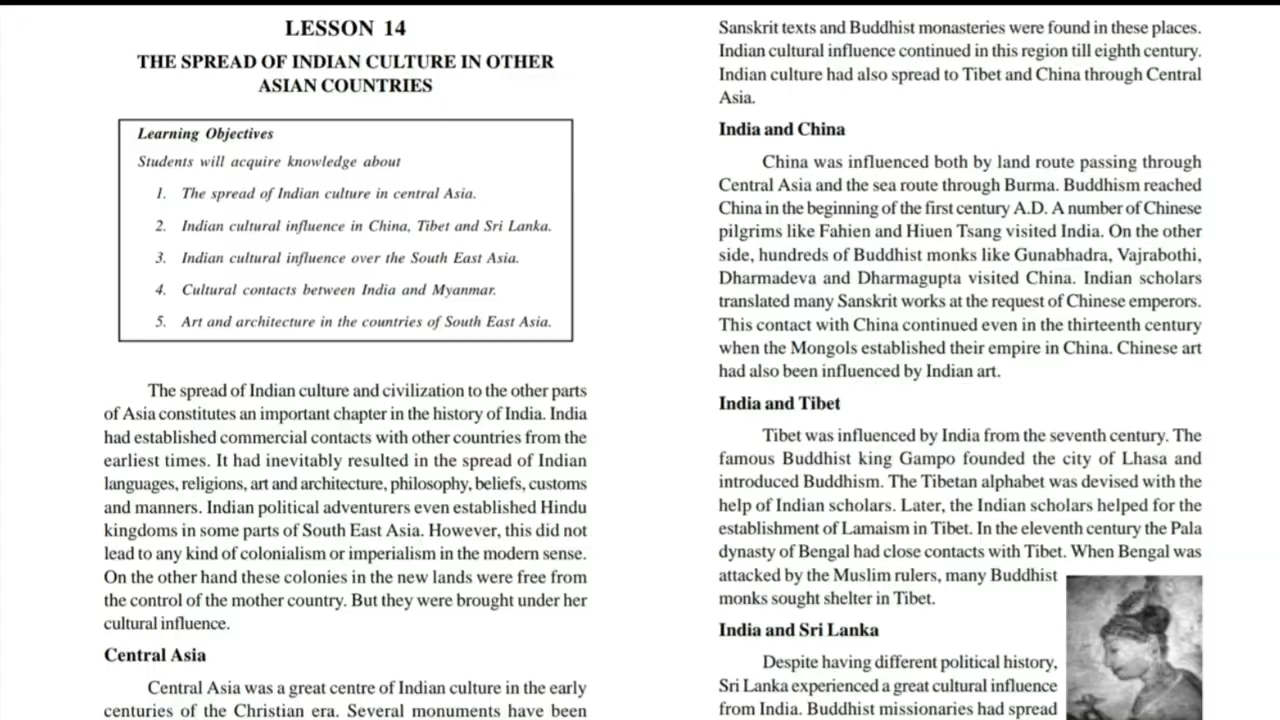 LESSON 14
THE SPREAD OF INDIAN CULTURE IN OTHER
ASIAN COUNTRIES
Learning Objectives
Students will acquire knowledge about
1. The spread of Indian culture in central Asia.
2. Indian cultural influence in China, Tibet and Sri Lanka.
3. Indian cultural influence over the South East Asia.
4. Cultural contacts between India and Myanmar.
5. Art and architecture in the countries of South East Asia.
The spread of Indian culture and civilization to the other parts
of Asia constitutes an important chapter in the history of India. India
had established commercial contacts with other countries from the
earliest times. It had inevitably resulted in the spread of Indian
languages, religions, art and architecture, philosophy, beliefs, customs
and manners. Indian political adventurers even established Hindu
kingdoms in some parts of South East Asia. However, this did not
lead to any kind of colonialism or imperialism in the modern sense.
On the other hand these colonies in the new lands were free from
the control of the mother country. But they were brought under her
cultural influence.
Central Asia
Central Asia was a great centre of Indian culture in the early
centuries of the Christian era. Several monuments have been
Sanskrit texts and Buddhist monasteries were found in these places.
Indian cultural influence continued in this region till eighth century.
Indian culture had also spread to Tibet and China through Central
Asia.
India and China
China was influenced both by land route passing through
Central Asia and the sea route through Burma. Buddhism reached
China in the beginning of the first century A.D. A number of Chinese
pilgrims like Fahien and Hiuen Tsang visited India. On the other
side, hundreds of Buddhist monks like Gunabhadra, Vajrabothi,
Dharmadeva and Dharmagupta visited China. Indian scholars
translated many Sanskrit works at the request of Chinese emperors.
This contact with China continued even in the thirteenth century
when the Mongols established their empire in China. Chinese art
had also been influenced by Indian art.
India and Tibet
Tibet was influenced by India from the seventh century. The
famous Buddhist king Gampo founded the city of Lhasa and
introduced Buddhism. The Tibetan alphabet was devised with the
help of Indian scholars. Later, the Indian scholars helped for the
establishment of Lamaism in Tibet. In the eleventh century the Pala
dynasty of Bengal had close contacts with Tibet. When Bengal was
attacked by the Muslim rulers, many Buddhist
monks sought shelter in Tibet.
India and Sri Lanka
Despite having different political history,
Sri Lanka experienced a great cultural influence
from India. Buddhist missionaries had spread